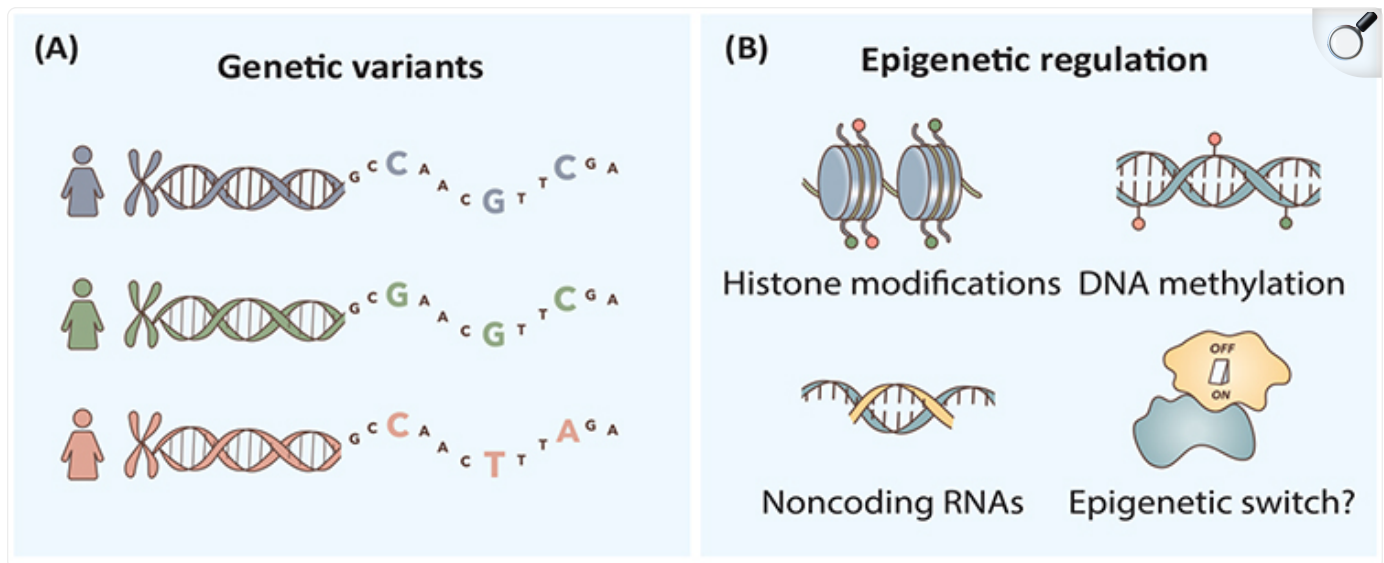 (A)
Genetic variants
G C C A A C G T T C G A
G C G A A C G T T C G A
G C C A A C T T T A G A
(B)
Epigenetic regulation
Histone modifications
DNA methylation
Noncoding RNAs
OFF
ON
Epigenetic switch?